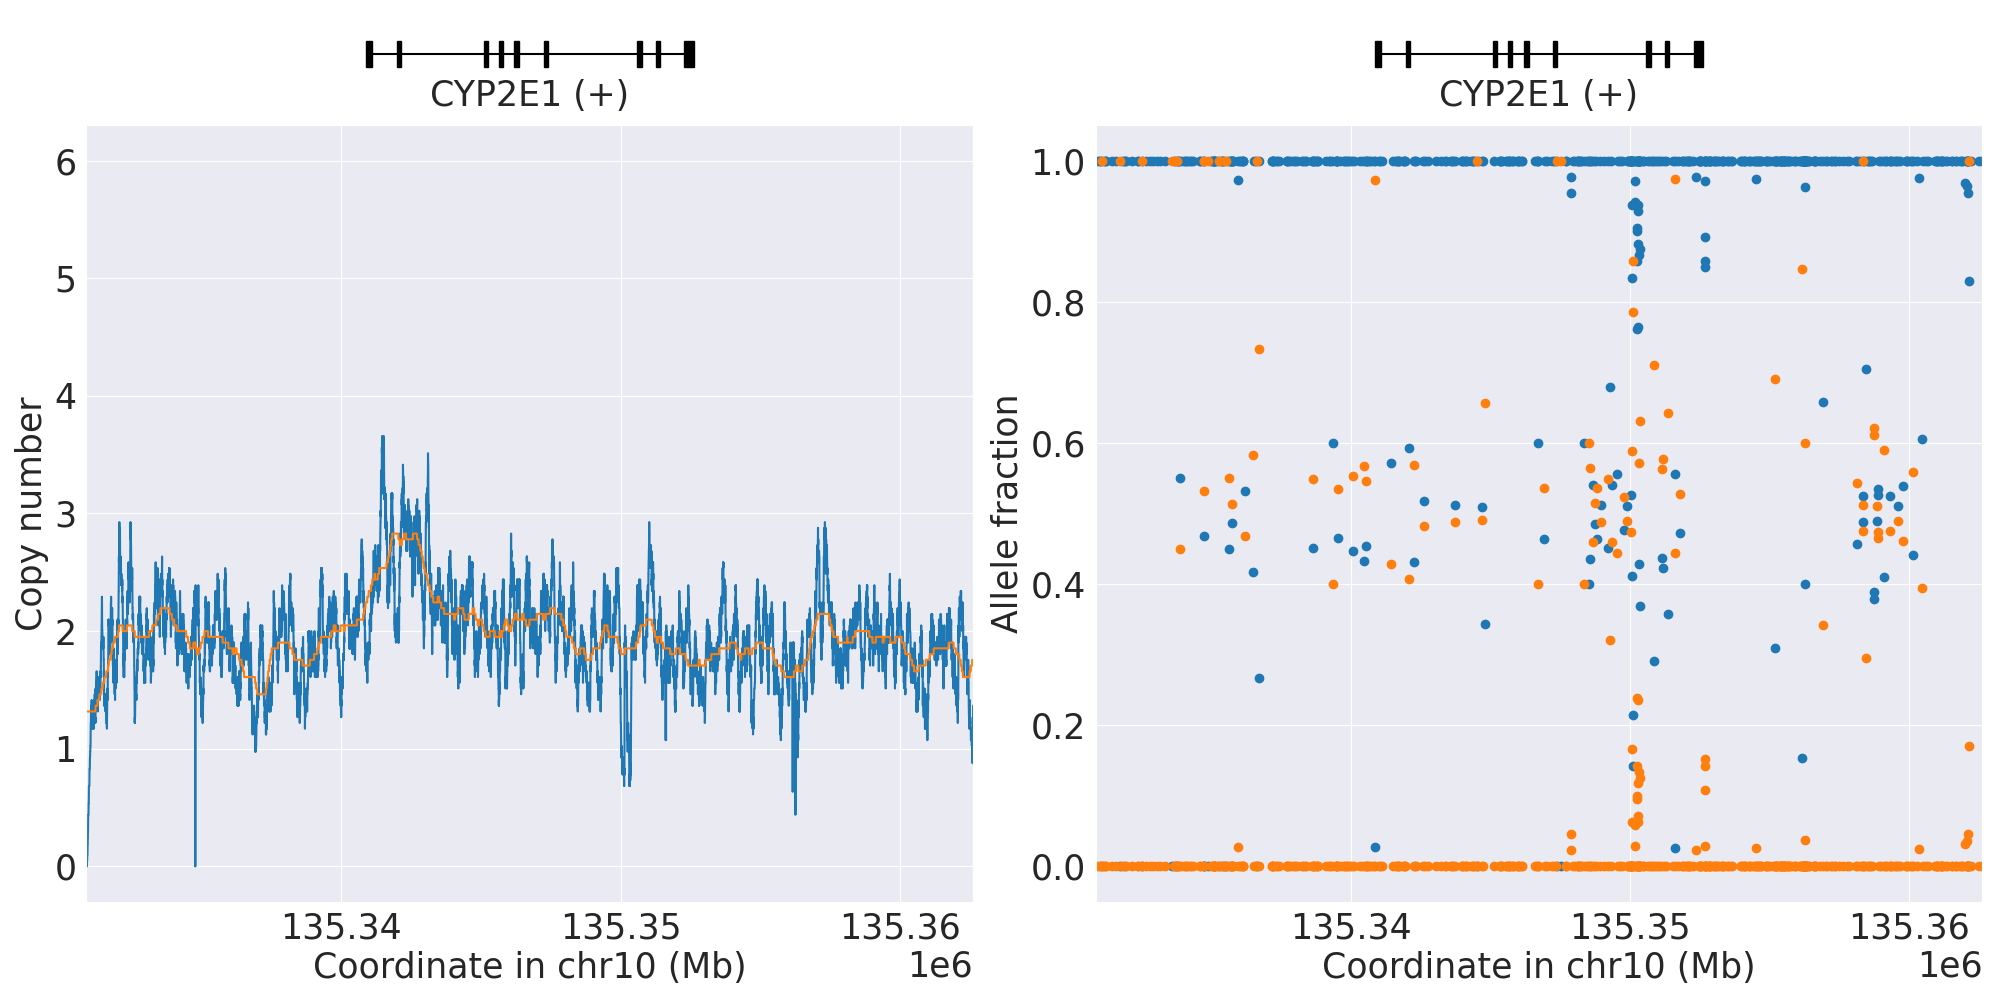 CYP2E1 (+)
Copy number
6
5
4
3
2
1
0
135.34 135.35 135.36
Coordinate in chr10 (Mb)
1e6
CYP2E1 (+)
Allele fraction
1.0
0.8
0.6
0.4
0.2
0.0
135.34 135.35 135.36
Coordinate in chr10 (Mb)
1e6